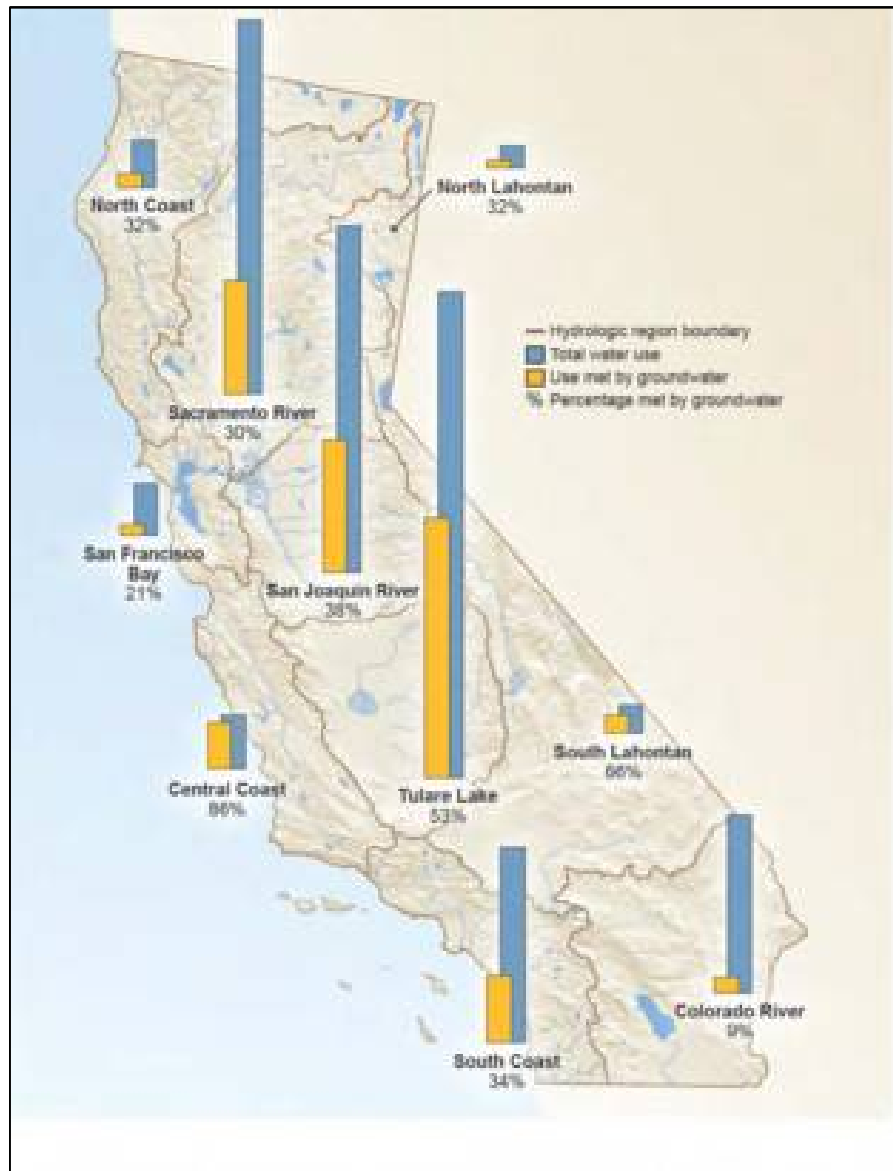 North Coast
32%
North Lahontan
32%
Hydrologic region boundary
Total water use
Use met by groundwater
% Percentage met by groundwater
Sacramento River
30%
San Francisco
Bay
21%
San Joaquin River
38%
Central Coast
86%
Tulare Lake
53%
South Lahontan
66%
South Coast
34%
Colorado River
9%